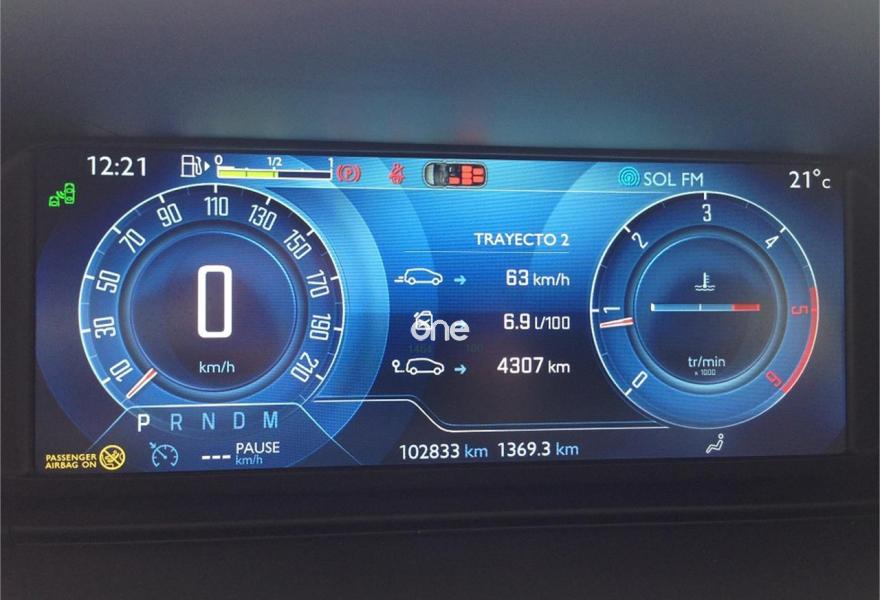 12:21
0 1/2 1
SOL FM
21°c
110
90 130
70 150
50 170
30 190
10 210
0
km/h
TRAYECTO 2
63 km/h
6.9 l/100
one
4307 km
3
2 4
1 5
0 6
tr/min
x 1000
P R N D M
PASSENGER
AIRBAG ON
--- PAUSE
km/h
102833 km 1369.3 km